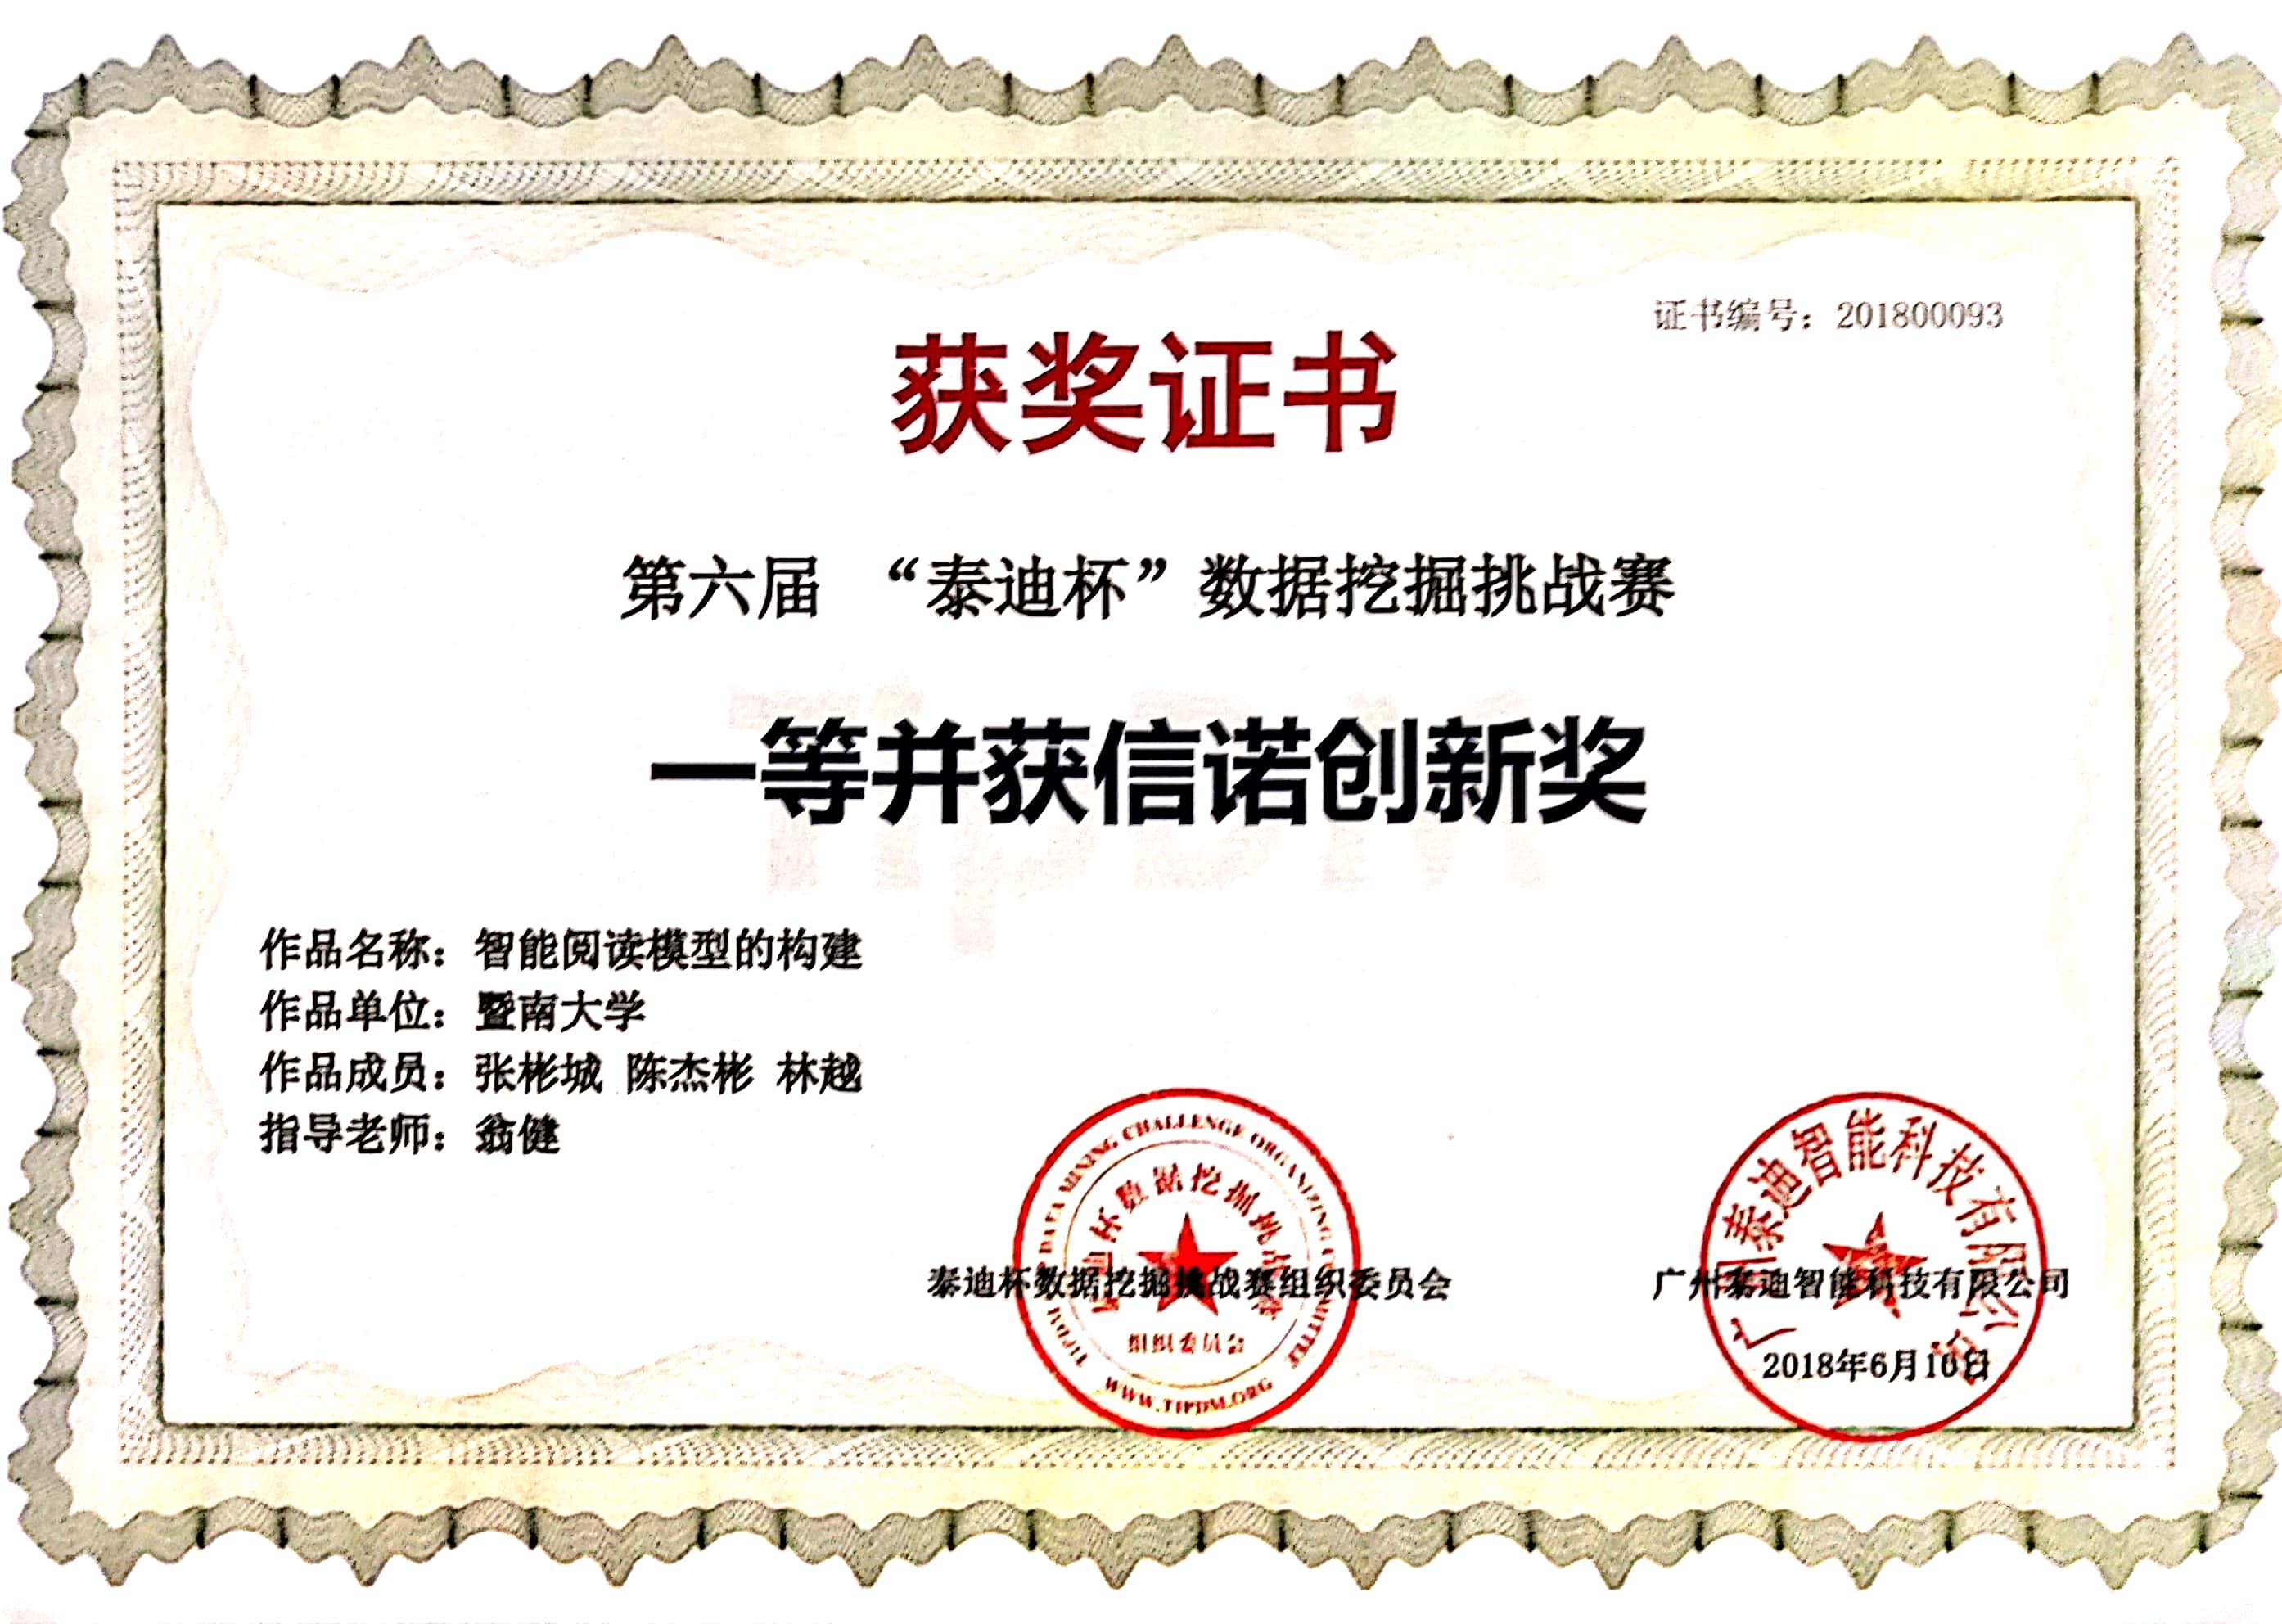 证书编号：201800093
获奖证书
第六届 “泰迪杯”数据挖掘挑战赛
TipDM
一等并获信诺创新奖
作品名称：智能阅读模型的构建
作品单位：暨南大学
作品成员：张彬城 陈杰彬 林越
指导老师：翁健
TIPDM DATA MINING CHALLENGE ORGANIZING COMMITTEE
泰迪杯数据挖掘挑战赛
泰迪杯数据挖掘挑战赛组织委员会
组织委员会
WWW.TIPDM.ORG
广州泰迪智能科技有限公司
广州泰迪智能科技有限公司
2018年6月10日